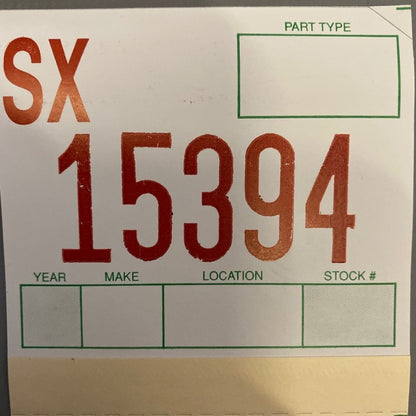 PART TYPE
SX
15394
YEAR MAKE LOCATION STOCK #